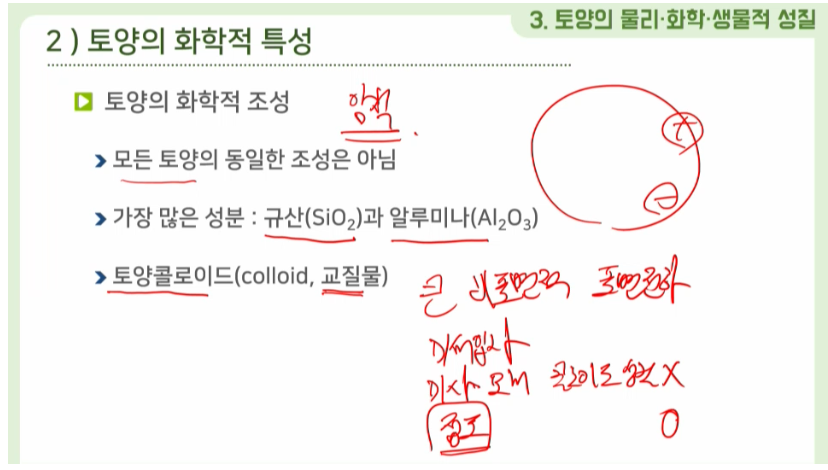 3. 토양의 물리·화학·생물적 성질
2 ) 토양의 화학적 특성
토양의 화학적 조성
암석
모든 토양의 동일한 조성은 아님
+
-
가장 많은 성분 : 규산(SiO₂)과 알루미나(Al₂O₃)
토양콜로이드(colloid, 교질물)
큰 비표면적 표면전하
미세입자
미사 모래 콜로이드 성질 X
점토 O